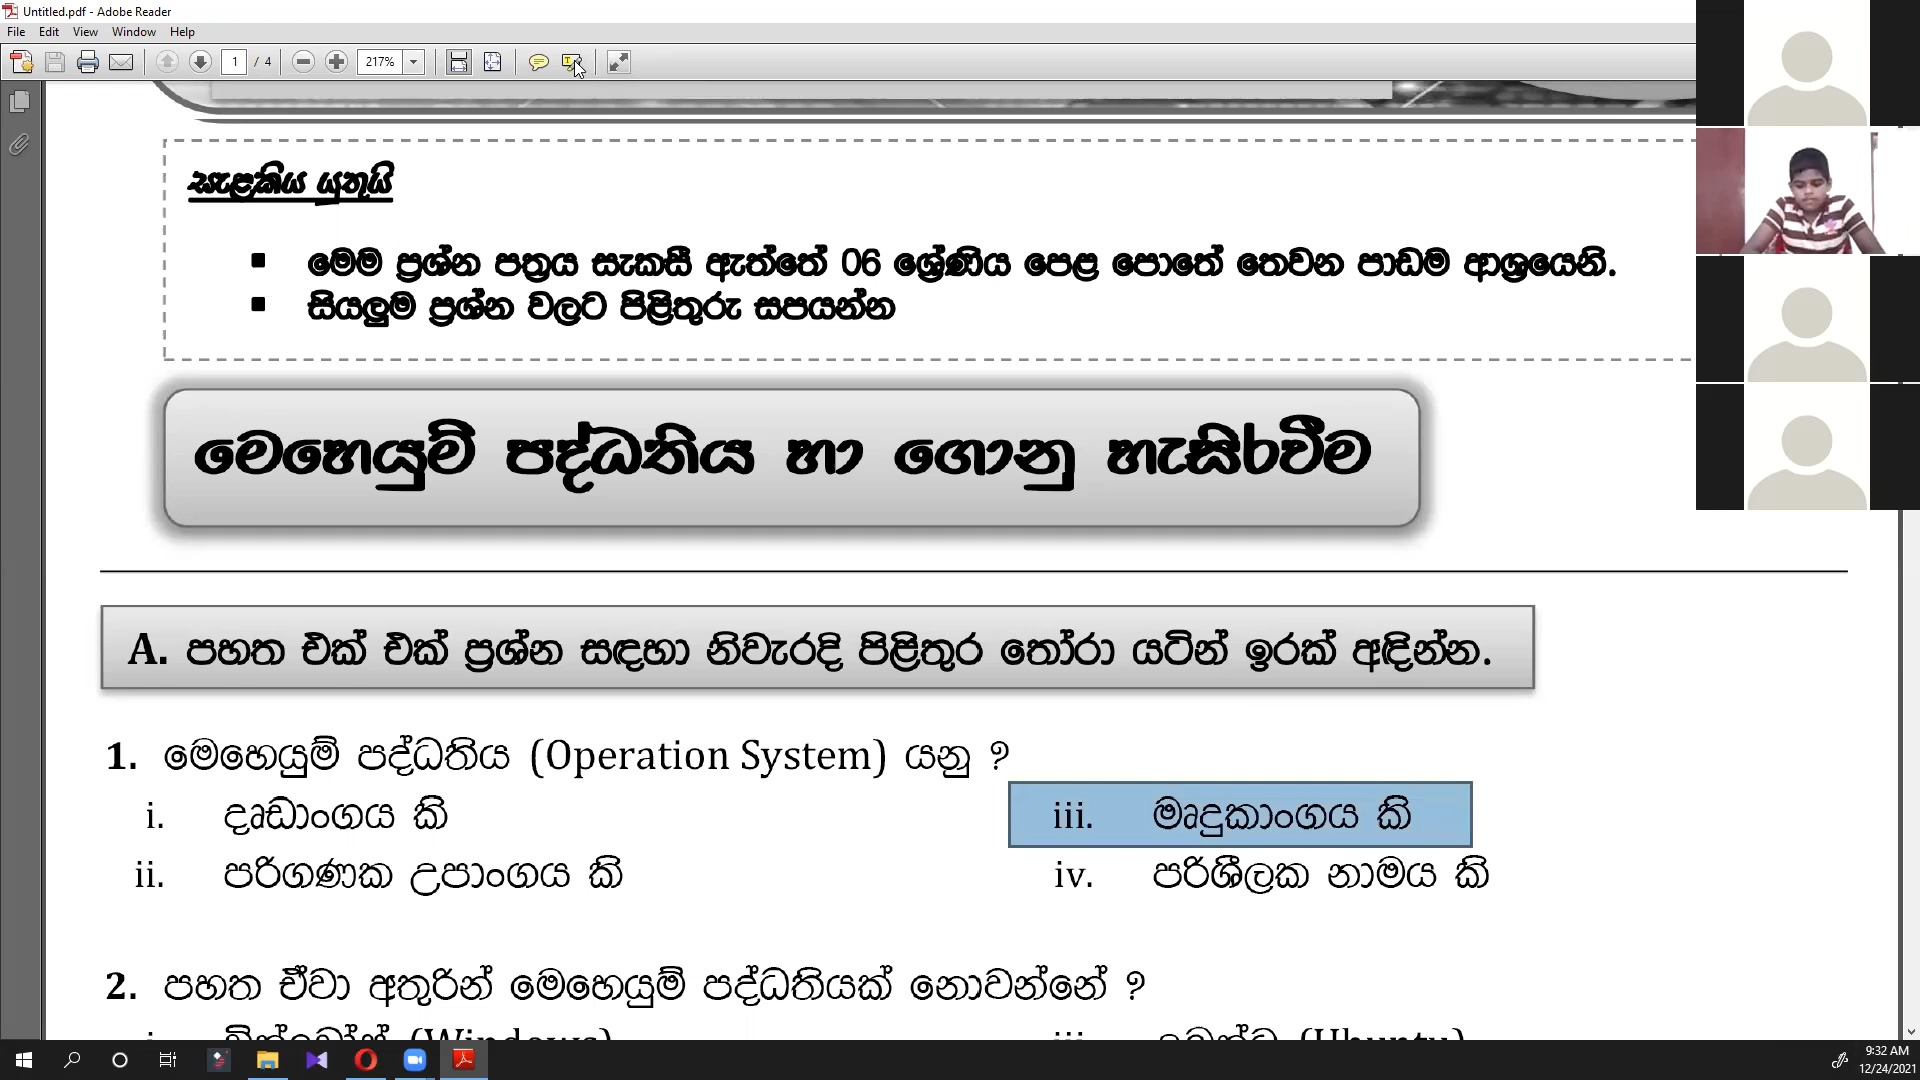 Untitled.pdf - Adobe Reader
File Edit View Window Help
1 / 4 217%
සැළකිය යුතුයි
▪ මෙම ප්‍රශ්න පත්‍රය සැකසී ඇත්තේ 06 ශ්‍රේණිය පෙළ පොතේ තෙවන පාඩම ආශ්‍රයෙනි.
▪ සියලුම ප්‍රශ්න වලට පිළිතුරු සපයන්න
මෙහෙයුම් පද්ධතිය හා ගොනු හැසිරවීම
A. පහත එක් එක් ප්‍රශ්න සඳහා නිවැරදි පිළිතුර තෝරා යටින් ඉරක් අඳින්න.
1. මෙහෙයුම් පද්ධතිය (Operation System) යනු ?
i. දෘඩාංගය කි
iii. මෘදුකාංගය කි
ii. පරිගණක උපාංගය කි
iv. පරිශීලක නාමය කි
2. පහත ඒවා අතුරින් මෙහෙයුම් පද්ධතියක් නොවන්නේ ?
(Windows)
(Ubuntu)
9:32 AM
12/24/2021